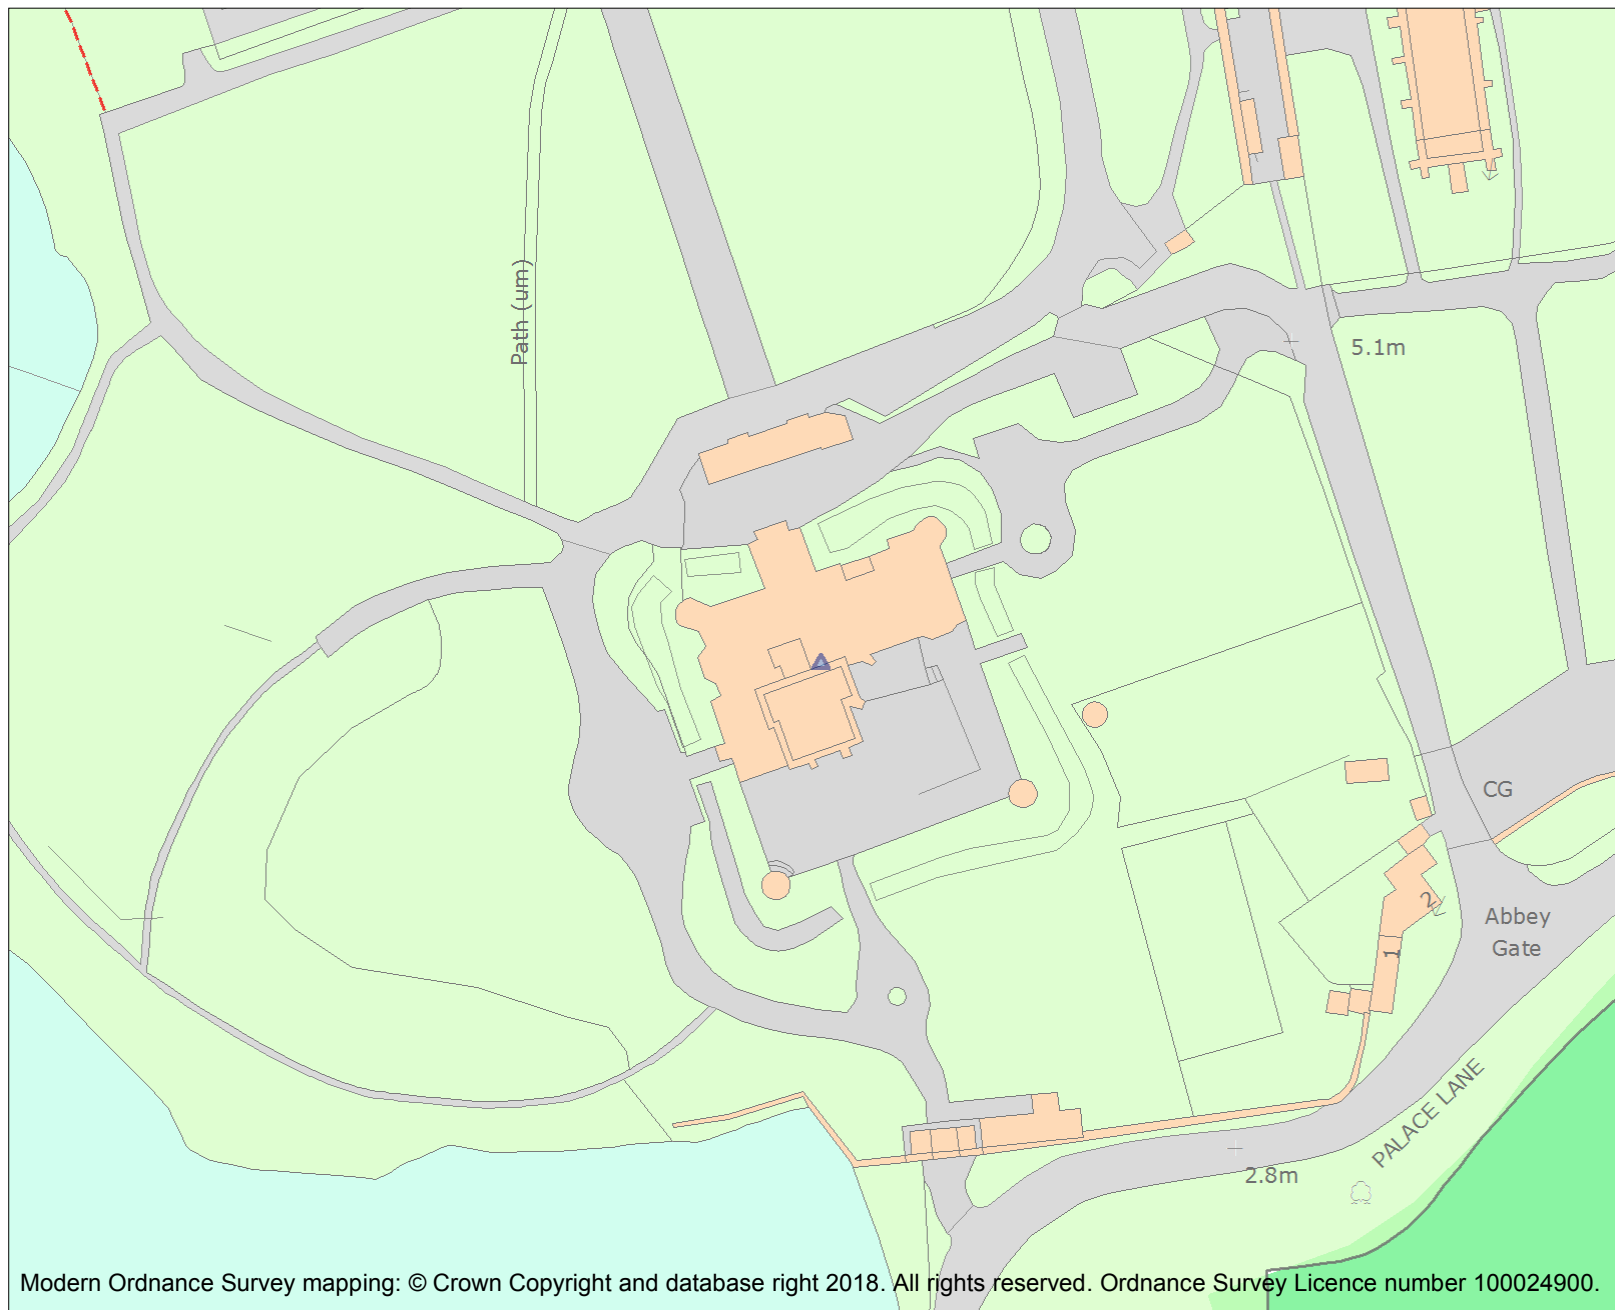 Path (um)
5.1m
CG
2
Abbey
Gate
1
PALACE LANE
2.8m
Modern Ordnance Survey mapping: © Crown Copyright and database right 2018. All rights reserved. Ordnance Survey Licence number 100024900.